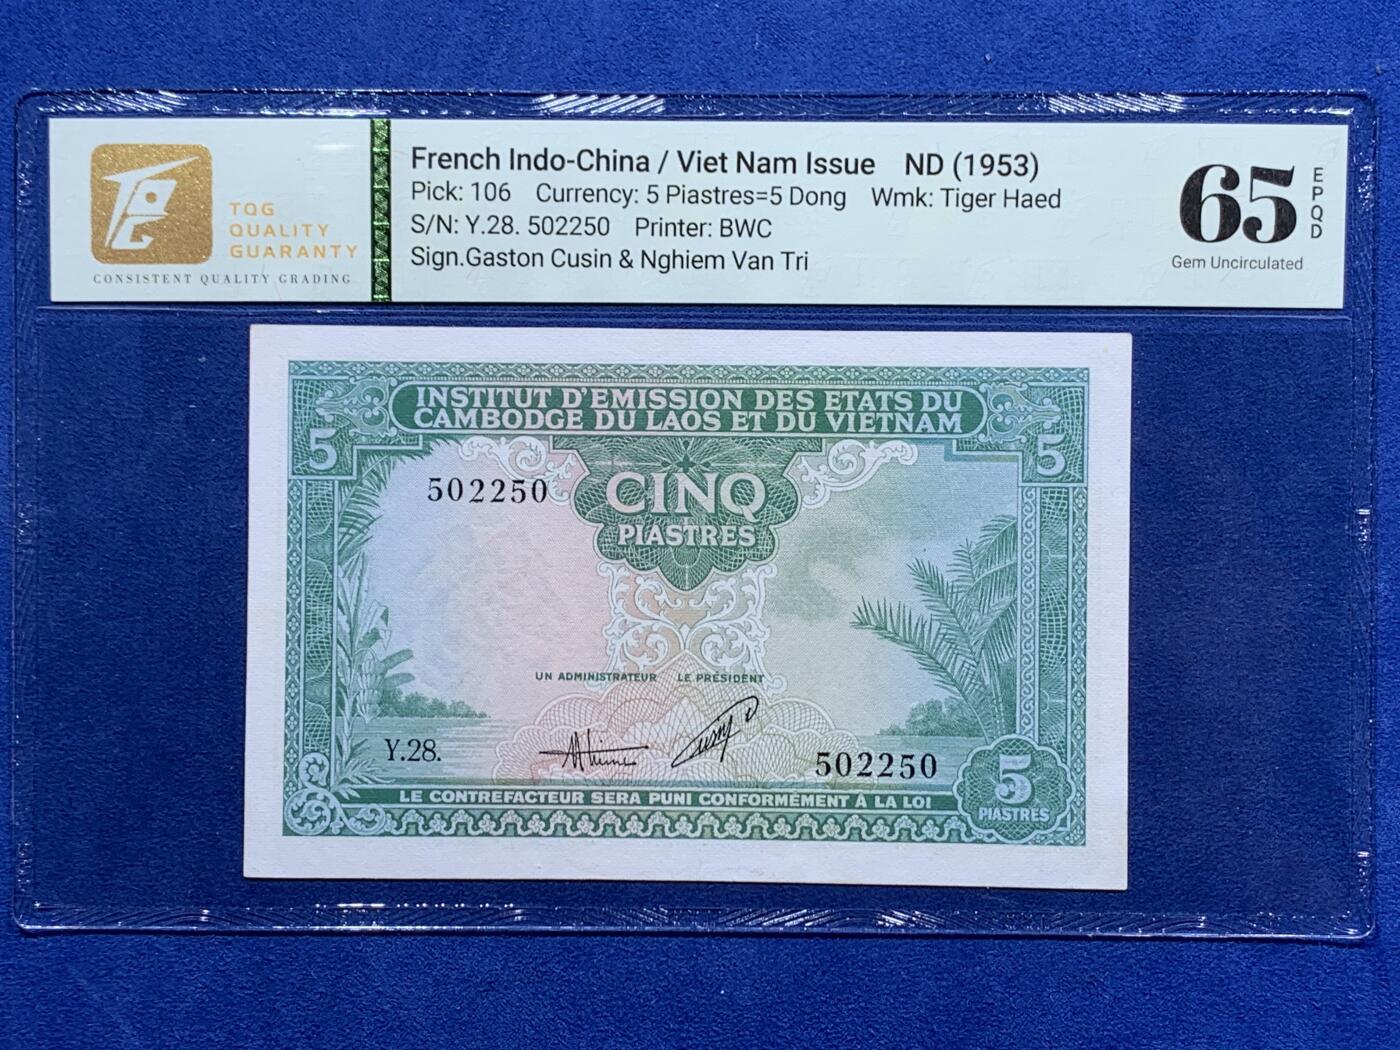 TQG
QUALITY
GUARANTY
CONSISTENT QUALITY GRADING
French Indo-China / Viet Nam Issue ND (1953)
Pick: 106 Currency: 5 Piastres=5 Dong Wmk: Tiger Haed
S/N: Y.28. 502250 Printer: BWC
Sign.Gaston Cusin & Nghiem Van Tri
65
EPQD
Gem Uncirculated
INSTITUT D'EMISSION DES ETATS DU
CAMBODGE DU LAOS ET DU VIETNAM
5 5
502250
CINQ
PIASTRES
UN ADMINISTRATEUR LE PRÉSIDENT
Y.28.
502250
5
PIASTRES
LE CONTREFACTEUR SERA PUNI CONFORMÉMENT À LA LOI